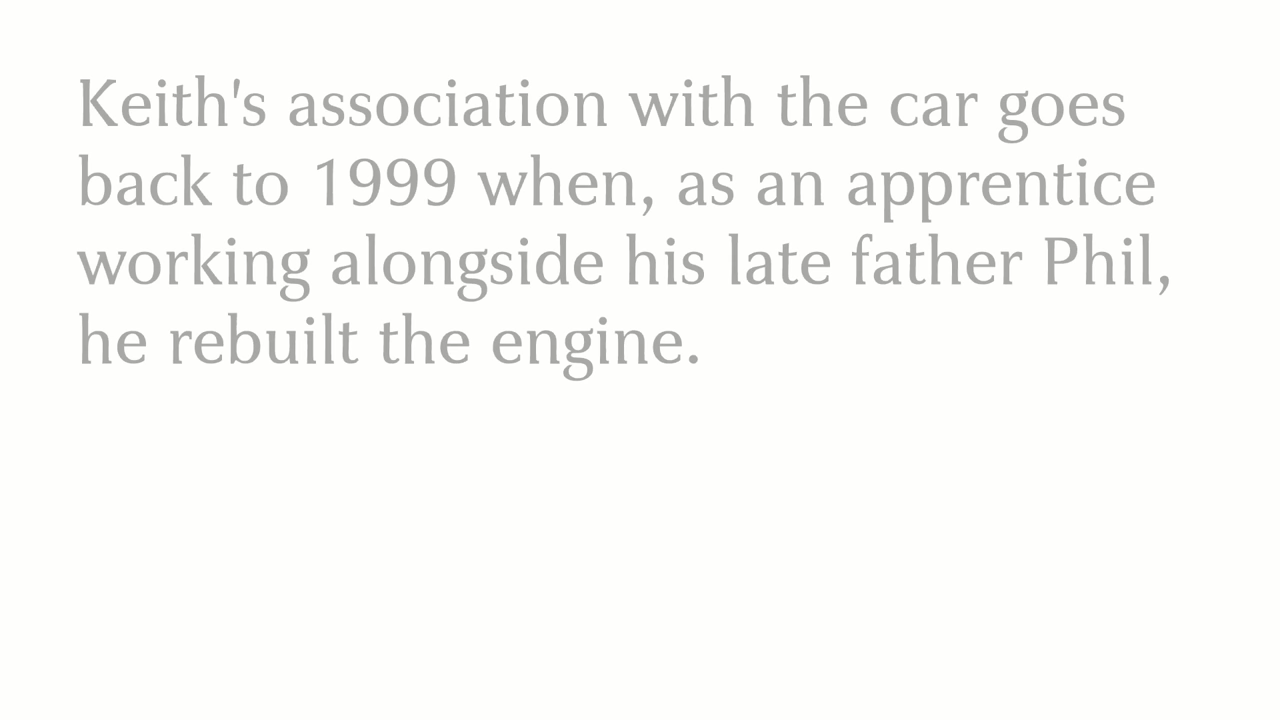 Keith's association with the car goes
back to 1999 when, as an apprentice
working alongside his late father Phil,
he rebuilt the engine.